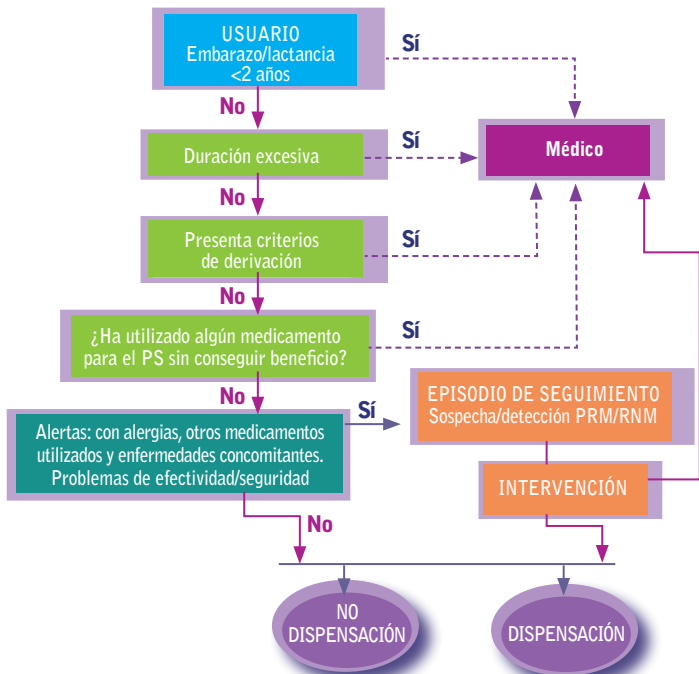 USUARIO
Embarazo/lactancia
<2 años
Sí
No
Duración excesiva
Sí
Médico
No
Presenta criterios
de derivación
Sí
No
¿Ha utilizado algún medicamento
para el PS sin conseguir beneficio?
Sí
No
Alertas: con alergias, otros medicamentos
utilizados y enfermedades concomitantes.
Problemas de efectividad/seguridad
Sí
EPISODIO DE SEGUIMIENTO
Sospecha/detección PRM/RNM
INTERVENCIÓN
No
NO
DISPENSACIÓN
DISPENSACIÓN